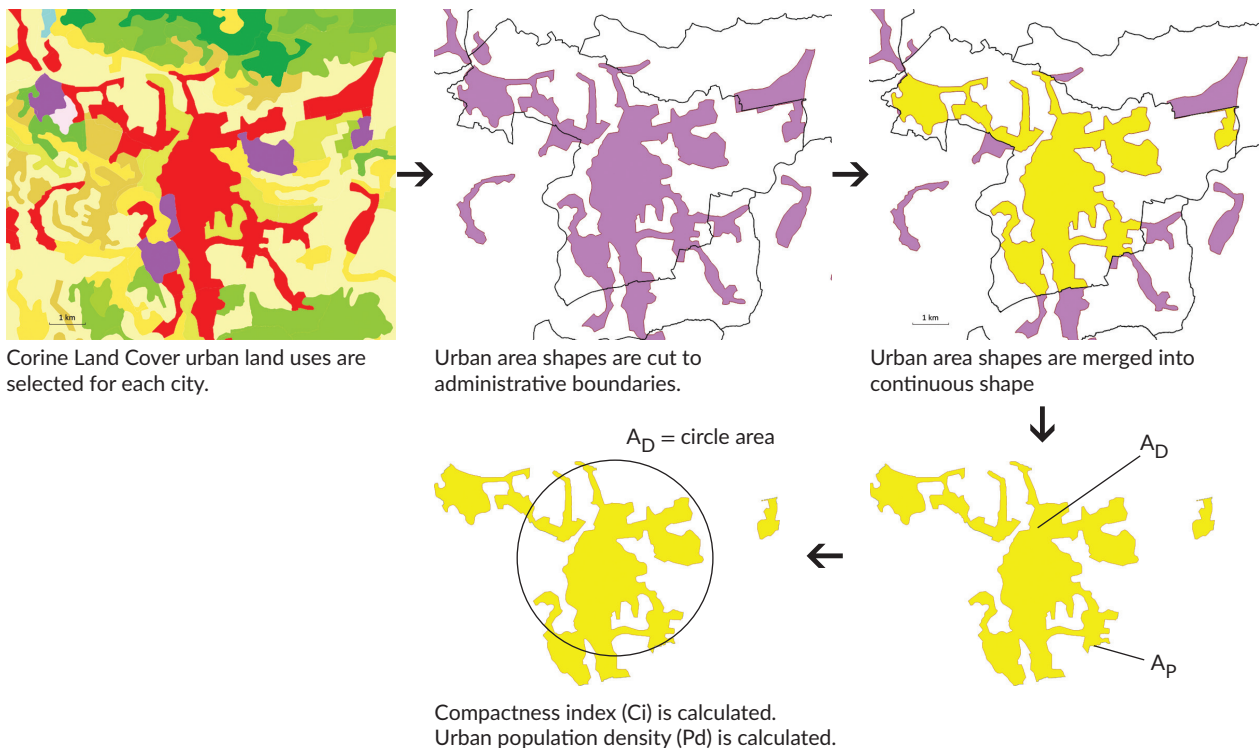 1 km
Corine Land Cover urban land uses are
selected for each city.
Urban area shapes are cut to
administrative boundaries.
1 km
Urban area shapes are merged into
continuous shape
A_D = circle area
A_D
A_P
Compactness index (Ci) is calculated.
Urban population density (Pd) is calculated.